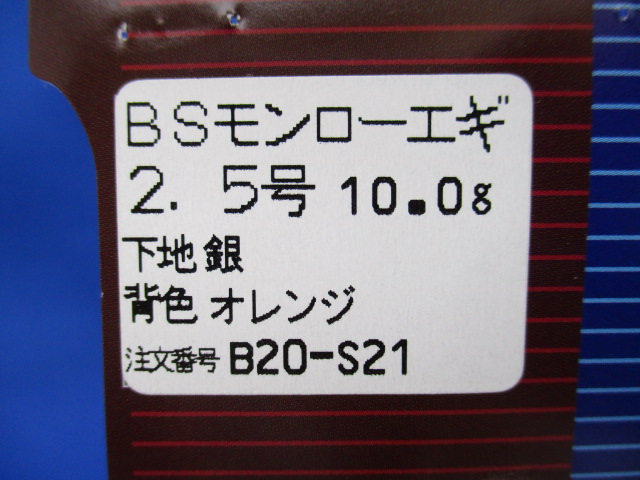 BSモンローエギ
2. 5号 10.0g
下地 銀
背色 オレンジ
注文番号 B20-S21